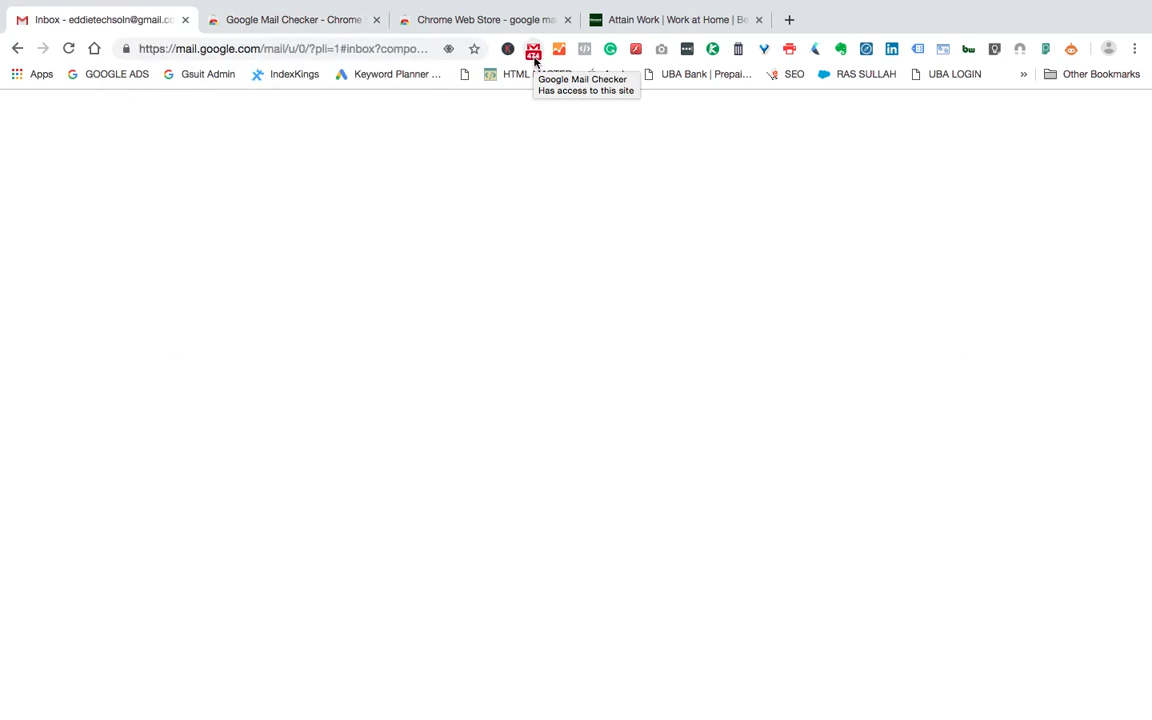 Inbox - eddietechsoln@gmail.co
Google Mail Checker - Chrome
Chrome Web Store - google ma
Attain Work | Work at Home | Be
https://mail.google.com/mail/u/0/?pli=1#inbox?compo...
474
Apps
GOOGLE ADS
Gsuit Admin
IndexKings
Keyword Planner ...
HTML
UBA Bank | Prepai...
SEO
RAS SULLAH
UBA LOGIN
»
Other Bookmarks
Google Mail Checker
Has access to this site